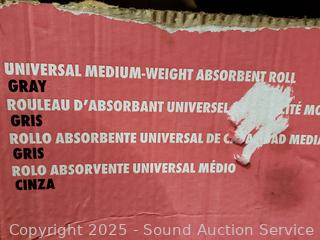 UNIVERSAL MEDIUM-WEIGHT ABSORBENT ROLL
GRAY
ROULEAU D'ABSORBANT UNIVERSEL
GRIS
ROLLO ABSORBENTE UNIVERSAL DE MEDIA
GRIS
ROLO ABSORVENTE UNIVERSAL MÉDIO
CINZA
Copyright © 2025 - Sound Auction Service